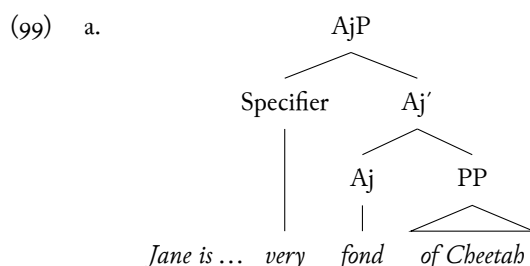 (99) a. AjP
Specifier Aj′
Aj PP
Jane is … very fond of Cheetah